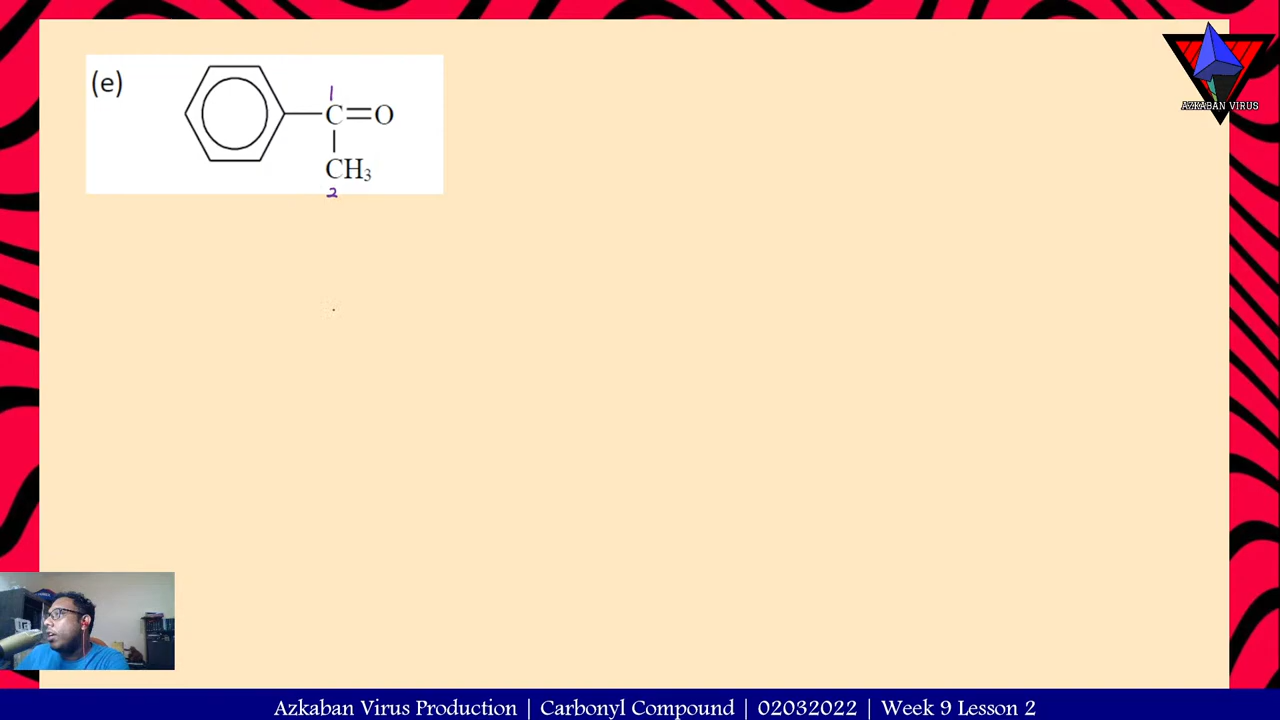 (e)
1
C=O
CH₃
2
AZKABAN VIRUS
Azkaban Virus Production | Carbonyl Compound | 02032022 | Week 9 Lesson 2